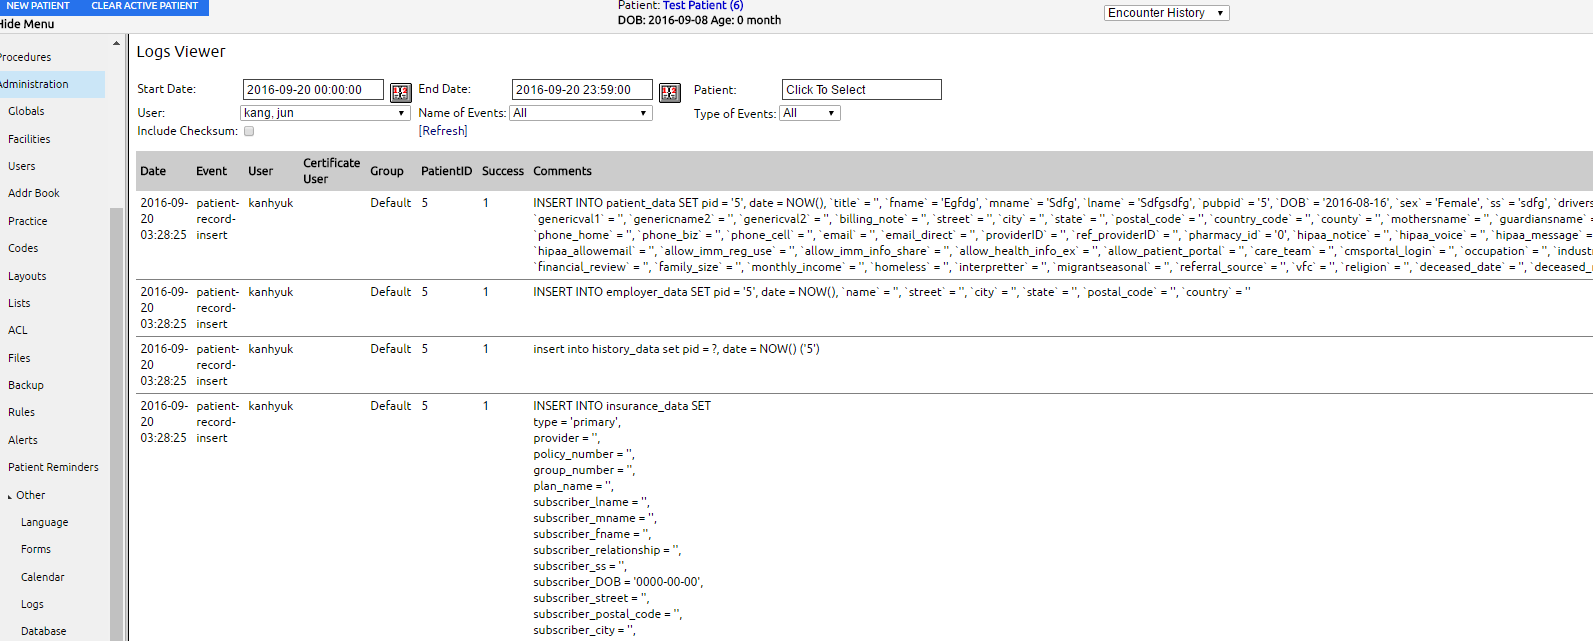 NEW PATIENT CLEAR ACTIVE PATIENT
Patient: Test Patient (6)
DOB: 2016-09-08 Age: 0 month
Encounter History
Hide Menu
Procedures
Administration
Globals
Facilities
Users
Addr Book
Practice
Codes
Layouts
Lists
ACL
Files
Backup
Rules
Alerts
Patient Reminders
Other
Language
Forms
Calendar
Logs
Database
Logs Viewer
Start Date: 2016-09-20 00:00:00 End Date: 2016-09-20 23:59:00 Patient: Click To Select
User: kang, jun Name of Events: All Type of Events: All
Include Checksum: [Refresh]
Date Event User Certificate User Group PatientID Success Comments
2016-09-20 03:28:25 patient-record-insert kanhyuk Default 5 1 INSERT INTO patient_data SET pid = '5', date = NOW(), `title` = '', `fname` = 'Egfdg', `mname` = 'Sdfg', `lname` = 'Sdfgsdfg', `pubpid` = '5', `DOB` = '2016-08-16', `sex` = 'Female', `ss` = 'sdfg', `drivers
`genericval1` = '', `genericname2` = '', `genericval2` = '', `billing_note` = '', `street` = '', `city` = '', `state` = '', `postal_code` = '', `country_code` = '', `county` = '', `mothersname` = '', `guardiansname` =
`phone_home` = '', `phone_biz` = '', `phone_cell` = '', `email` = '', `email_direct` = '', `providerID` = '', `ref_providerID` = '', `pharmacy_id` = '0', `hipaa_notice` = '', `hipaa_voice` = '', `hipaa_message` =
`hipaa_allowemail` = '', `allow_imm_reg_use` = '', `allow_imm_info_share` = '', `allow_health_info_ex` = '', `allow_patient_portal` = '', `care_team` = '', `cmsportal_login` = '', `occupation` = '', `indust
`financial_review` = '', `family_size` = '', `monthly_income` = '', `homeless` = '', `interpretter` = '', `migrantseasonal` = '', `referral_source` = '', `vfc` = '', `religion` = '', `deceased_date` = '', `deceased_r
2016-09-20 03:28:25 patient-record-insert kanhyuk Default 5 1 INSERT INTO employer_data SET pid = '5', date = NOW(), `name` = '', `street` = '', `city` = '', `state` = '', `postal_code` = '', `country` = ''
2016-09-20 03:28:25 patient-record-insert kanhyuk Default 5 1 insert into history_data set pid = ?, date = NOW() ('5')
2016-09-20 03:28:25 patient-record-insert kanhyuk Default 5 1 INSERT INTO insurance_data SET
type = 'primary',
provider = '',
policy_number = '',
group_number = '',
plan_name = '',
subscriber_lname = '',
subscriber_mname = '',
subscriber_fname = '',
subscriber_relationship = '',
subscriber_ss = '',
subscriber_DOB = '0000-00-00',
subscriber_street = '',
subscriber_postal_code = '',
subscriber_city = '',